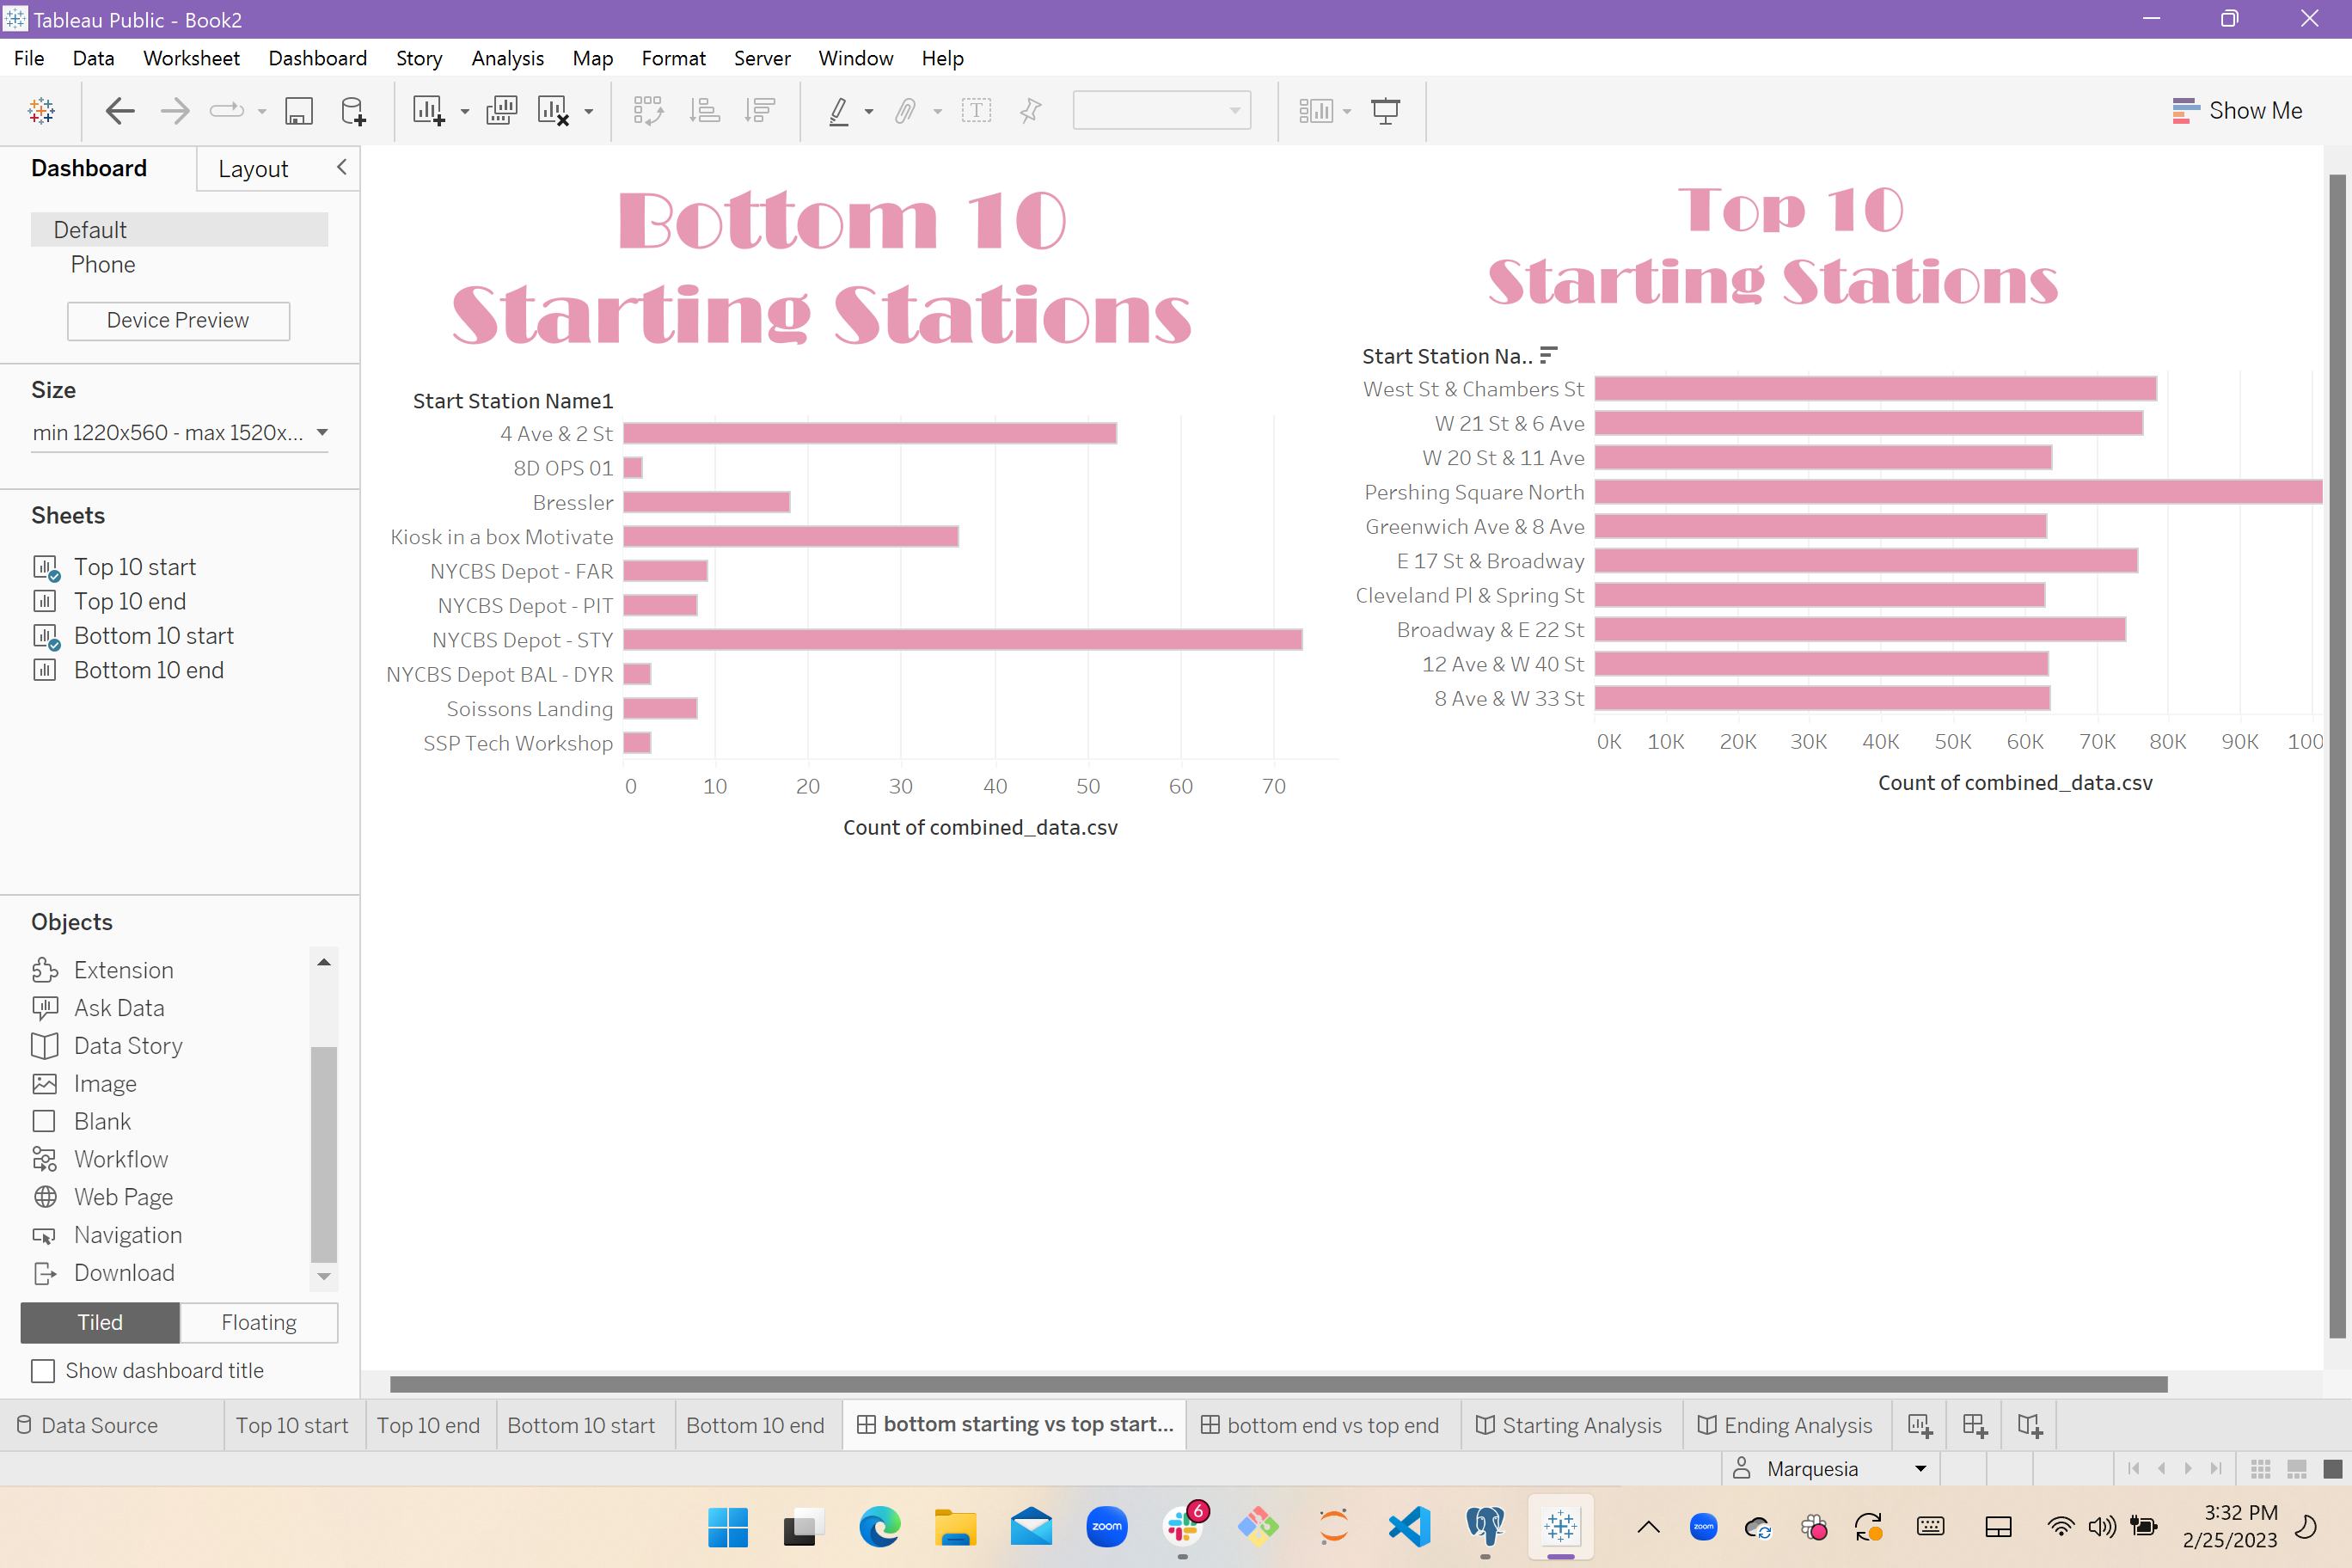 Tableau Public - Book2
File Data Worksheet Dashboard Story Analysis Map Format Server Window Help
T
Show Me
Dashboard
Layout
Default
Phone
Device Preview
Size
min 1220x560 - max 1520x...
Sheets
Top 10 start
Top 10 end
Bottom 10 start
Bottom 10 end
Objects
Extension
Ask Data
Data Story
Image
Blank
Workflow
Web Page
Navigation
Download
Tiled
Floating
Show dashboard title
Bottom 10
Starting Stations
Start Station Name1
4 Ave & 2 St
8D OPS 01
Bressler
Kiosk in a box Motivate
NYCBS Depot - FAR
NYCBS Depot - PIT
NYCBS Depot - STY
NYCBS Depot BAL - DYR
Soissons Landing
SSP Tech Workshop
0 10 20 30 40 50 60 70
Count of combined_data.csv
Top 10
Starting Stations
Start Station Na..
West St & Chambers St
W 21 St & 6 Ave
W 20 St & 11 Ave
Pershing Square North
Greenwich Ave & 8 Ave
E 17 St & Broadway
Cleveland Pl & Spring St
Broadway & E 22 St
12 Ave & W 40 St
8 Ave & W 33 St
0K 10K 20K 30K 40K 50K 60K 70K 80K 90K 100
Count of combined_data.csv
Data Source
Top 10 start
Top 10 end
Bottom 10 start
Bottom 10 end
bottom starting vs top start...
bottom end vs top end
Starting Analysis
Ending Analysis
Marquesia
zoom
6
zoom
3:32 PM
2/25/2023